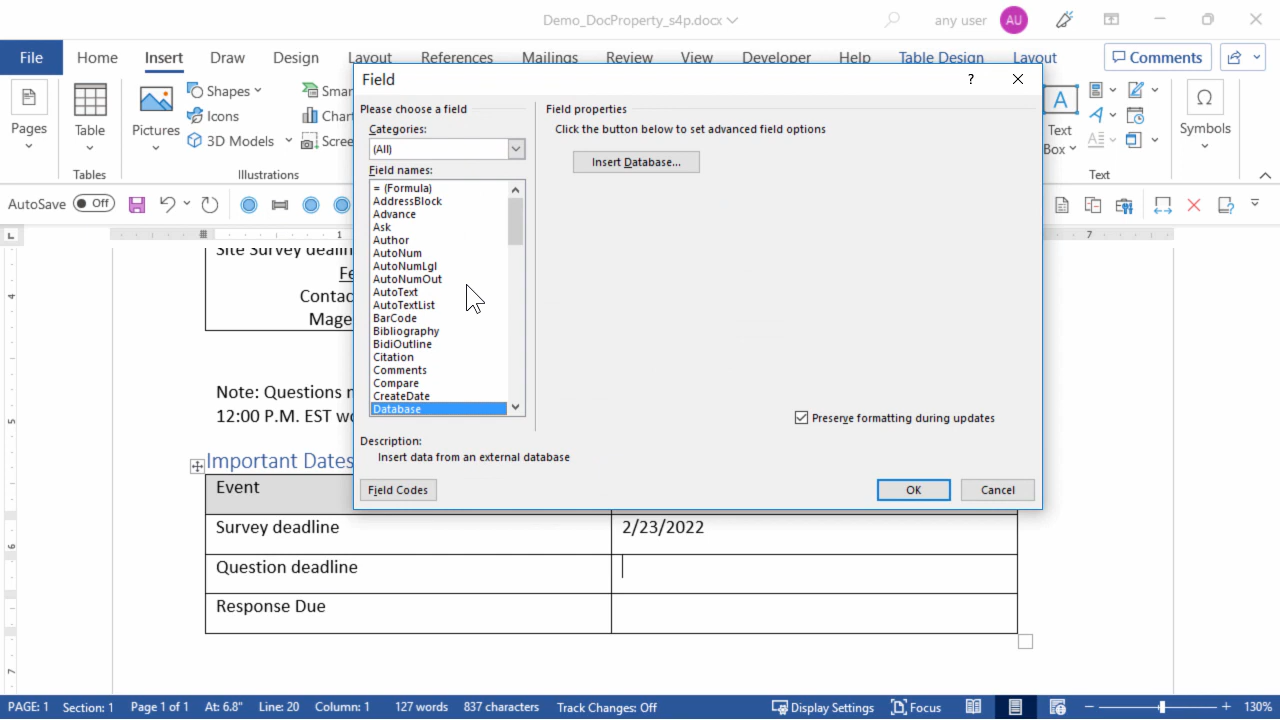 Demo_DocProperty_s4p.docx
any user
AU
File
Home
Insert
Draw
Design
Layout
References
Mailings
Review
View
Developer
Help
Table Design
Layout
Comments
Pages
Table
Pictures
Shapes
Icons
3D Models
Tables
Illustrations
Text
Box
Symbols
Text
AutoSave
Off
1
7
4
5
6
7
Field
?
Please choose a field
Categories:
(All)
Field names:
= (Formula)
AddressBlock
Advance
Ask
Author
AutoNum
AutoNumLgl
AutoNumOut
AutoText
AutoTextList
BarCode
Bibliography
BidiOutline
Citation
Comments
Compare
CreateDate
Database
Field properties
Click the button below to set advanced field options
Insert Database...
Preserve formatting during updates
Description:
Insert data from an external database
Field Codes
OK
Cancel
Contac
Mage
Note: Questions
12:00 P.M. EST
Important Dates
Event
Survey deadline
2/23/2022
Question deadline
Response Due
PAGE: 1
Section: 1
Page 1 of 1
At: 6.8"
Line: 20
Column: 1
127 words
837 characters
Track Changes: Off
Display Settings
Focus
130%